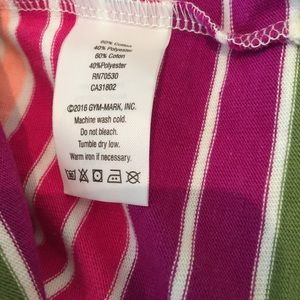 60% Cotton
40% Polyester
60% Coton
40%Polyester
RN70530
CA31802
©2016 GYM-MARK, INC.
Machine wash cold.
Do not bleach.
Tumble dry low.
Warm iron if necessary.